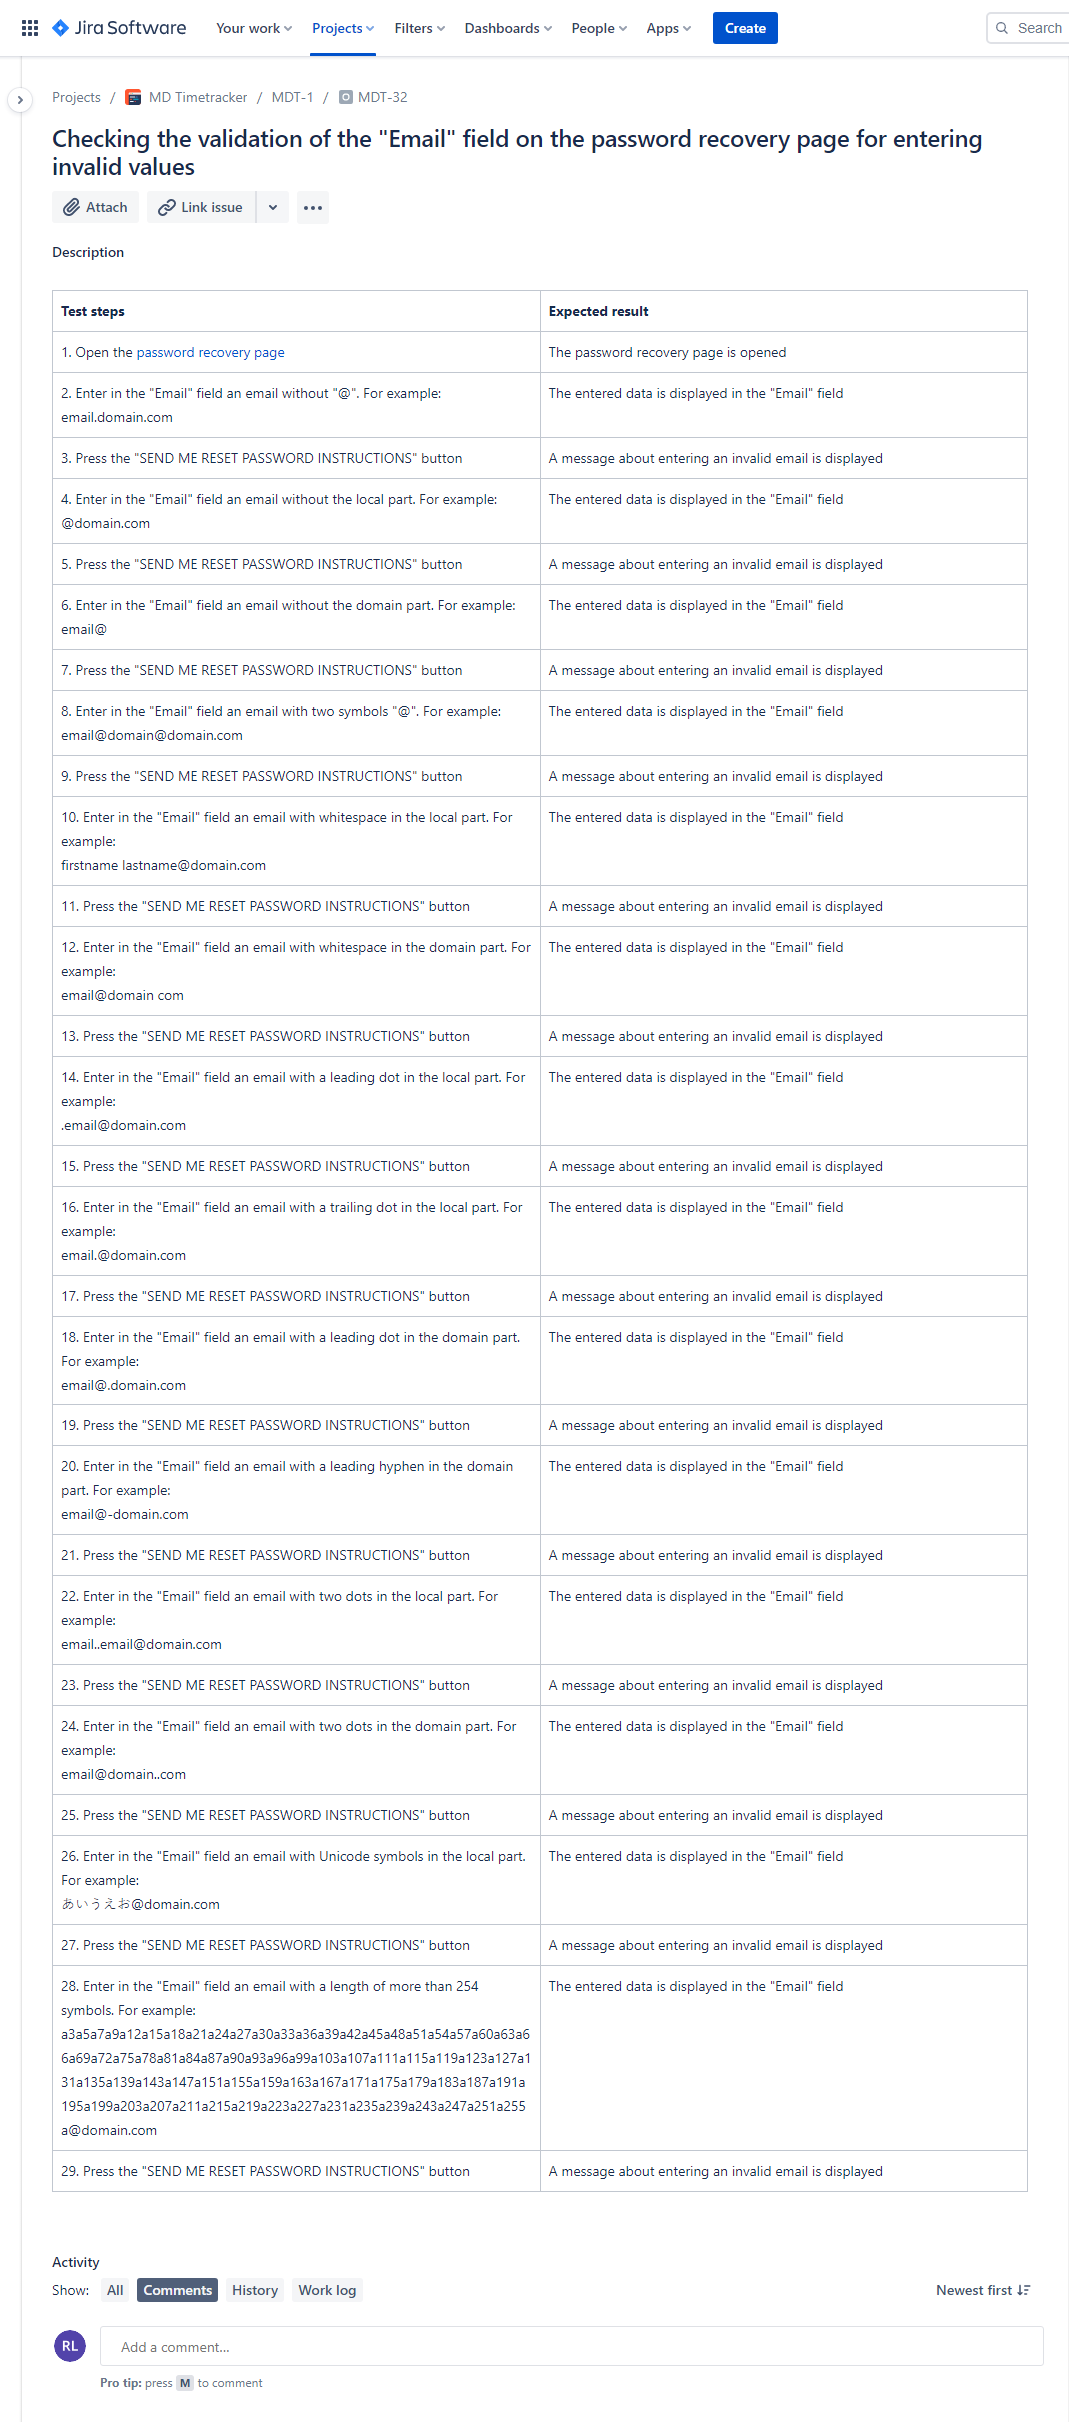 Jira Software Your work Projects Filters Dashboards People Apps Create Search
Projects / MD Timetracker / MDT-1 / MDT-32
Checking the validation of the "Email" field on the password recovery page for entering
invalid values
Attach Link issue
Description
Test steps Expected result
1. Open the password recovery page The password recovery page is opened
2. Enter in the "Email" field an email without "@". For example: The entered data is displayed in the "Email" field
email.domain.com
3. Press the "SEND ME RESET PASSWORD INSTRUCTIONS" button A message about entering an invalid email is displayed
4. Enter in the "Email" field an email without the local part. For example: The entered data is displayed in the "Email" field
@domain.com
5. Press the "SEND ME RESET PASSWORD INSTRUCTIONS" button A message about entering an invalid email is displayed
6. Enter in the "Email" field an email without the domain part. For example: The entered data is displayed in the "Email" field
email@
7. Press the "SEND ME RESET PASSWORD INSTRUCTIONS" button A message about entering an invalid email is displayed
8. Enter in the "Email" field an email with two symbols "@". For example: The entered data is displayed in the "Email" field
email@domain@domain.com
9. Press the "SEND ME RESET PASSWORD INSTRUCTIONS" button A message about entering an invalid email is displayed
10. Enter in the "Email" field an email with whitespace in the local part. For The entered data is displayed in the "Email" field
example:
firstname lastname@domain.com
11. Press the "SEND ME RESET PASSWORD INSTRUCTIONS" button A message about entering an invalid email is displayed
12. Enter in the "Email" field an email with whitespace in the domain part. For The entered data is displayed in the "Email" field
example:
email@domain com
13. Press the "SEND ME RESET PASSWORD INSTRUCTIONS" button A message about entering an invalid email is displayed
14. Enter in the "Email" field an email with a leading dot in the local part. For The entered data is displayed in the "Email" field
example:
.email@domain.com
15. Press the "SEND ME RESET PASSWORD INSTRUCTIONS" button A message about entering an invalid email is displayed
16. Enter in the "Email" field an email with a trailing dot in the local part. For The entered data is displayed in the "Email" field
example:
email.@domain.com
17. Press the "SEND ME RESET PASSWORD INSTRUCTIONS" button A message about entering an invalid email is displayed
18. Enter in the "Email" field an email with a leading dot in the domain part. The entered data is displayed in the "Email" field
For example:
email@.domain.com
19. Press the "SEND ME RESET PASSWORD INSTRUCTIONS" button A message about entering an invalid email is displayed
20. Enter in the "Email" field an email with a leading hyphen in the domain The entered data is displayed in the "Email" field
part. For example:
email@-domain.com
21. Press the "SEND ME RESET PASSWORD INSTRUCTIONS" button A message about entering an invalid email is displayed
22. Enter in the "Email" field an email with two dots in the local part. For The entered data is displayed in the "Email" field
example:
email..email@domain.com
23. Press the "SEND ME RESET PASSWORD INSTRUCTIONS" button A message about entering an invalid email is displayed
24. Enter in the "Email" field an email with two dots in the domain part. For The entered data is displayed in the "Email" field
example:
email@domain..com
25. Press the "SEND ME RESET PASSWORD INSTRUCTIONS" button A message about entering an invalid email is displayed
26. Enter in the "Email" field an email with Unicode symbols in the local part. The entered data is displayed in the "Email" field
For example:
あいうえお@domain.com
27. Press the "SEND ME RESET PASSWORD INSTRUCTIONS" button A message about entering an invalid email is displayed
28. Enter in the "Email" field an email with a length of more than 254 The entered data is displayed in the "Email" field
symbols. For example:
a3a5a7a9a12a15a18a21a24a27a30a33a36a39a42a45a48a51a54a57a60a63a6
6a69a72a75a78a81a84a87a90a93a96a99a103a107a111a115a119a123a127a1
31a135a139a143a147a151a155a159a163a167a171a175a179a183a187a191a
195a199a203a207a211a215a219a223a227a231a235a239a243a247a251a255
a@domain.com
29. Press the "SEND ME RESET PASSWORD INSTRUCTIONS" button A message about entering an invalid email is displayed
Activity
Show: All Comments History Work log Newest first
RL Add a comment...
Pro tip: press M to comment